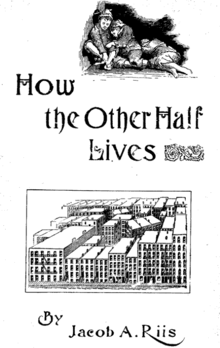 How
the Other Half
Lives
By
Jacob A. Riis